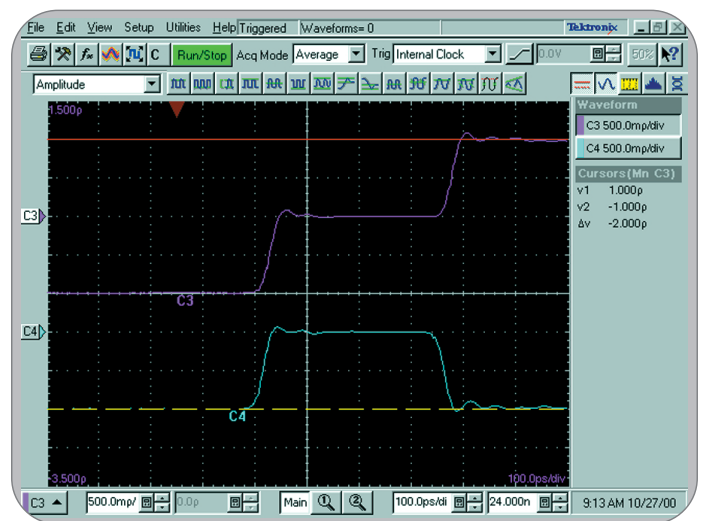 File Edit View Setup Utilities Help Triggered Waveforms= 0 Tektronix
C Run/Stop Acq Mode Average Trig Internal Clock 0.0V 50%
Amplitude
Waveform
C3 500.0mρ/div
C4 500.0mρ/div
Cursors(Mn C3)
v1 1.000ρ
v2 -1.000ρ
Δv -2.000ρ
1.500ρ
C3
C3
C4
C4
-3.500ρ 100.0ps/div
C3 500.0mρ/ 0.0ρ Main 1 2 100.0ps/di 24.000n 9:13 AM 10/27/00